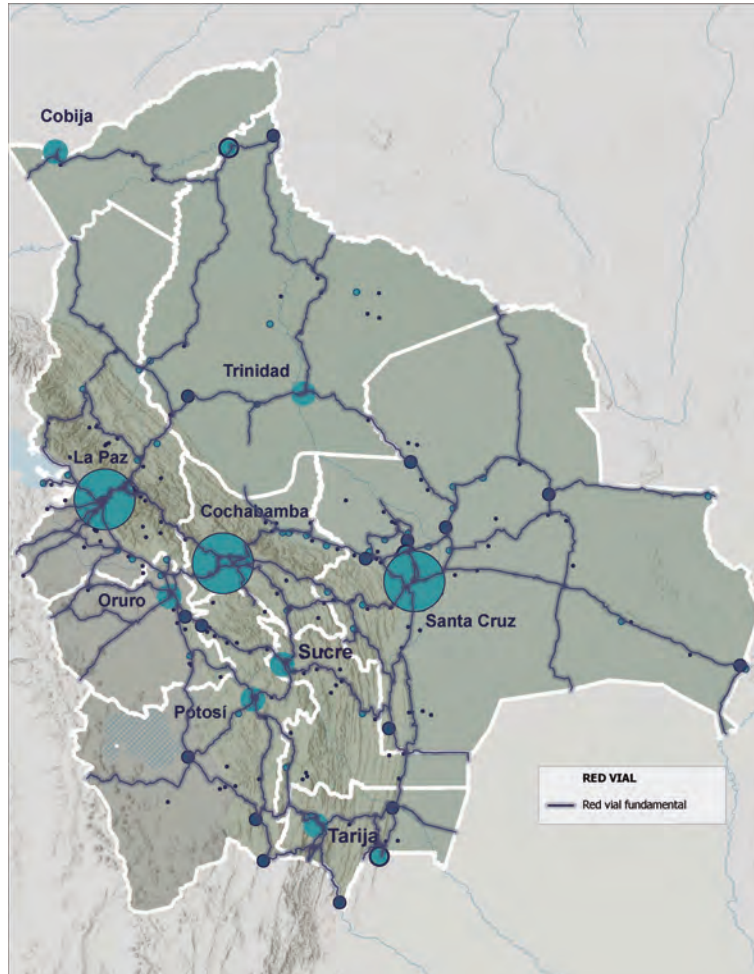 Cobija
Trinidad
La Paz
Cochabamba
Oruro
Santa Cruz
Sucre
Potosí
RED VIAL
Red vial fundamental
Tarija